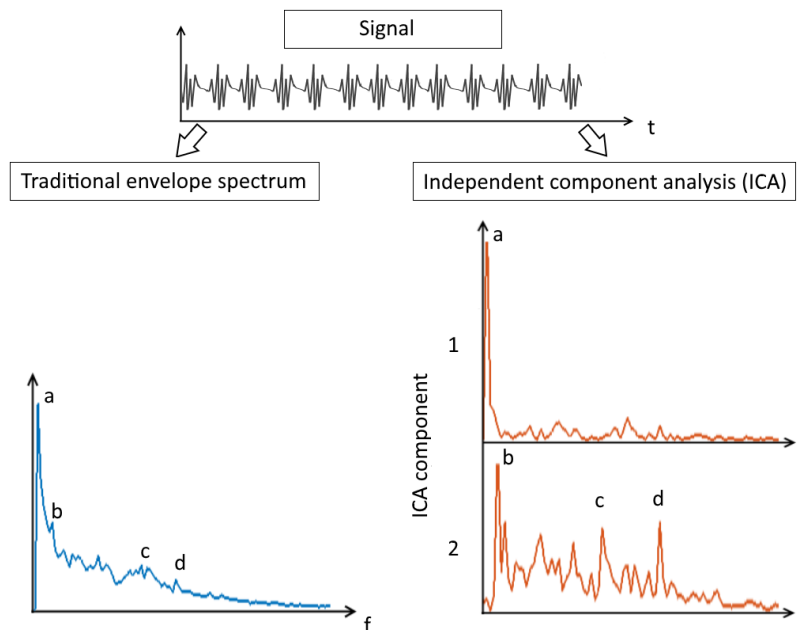 Signal
t
Traditional envelope spectrum
Independent component analysis (ICA)
a
b
c
d
f
ICA component
1
a
2
b
c
d